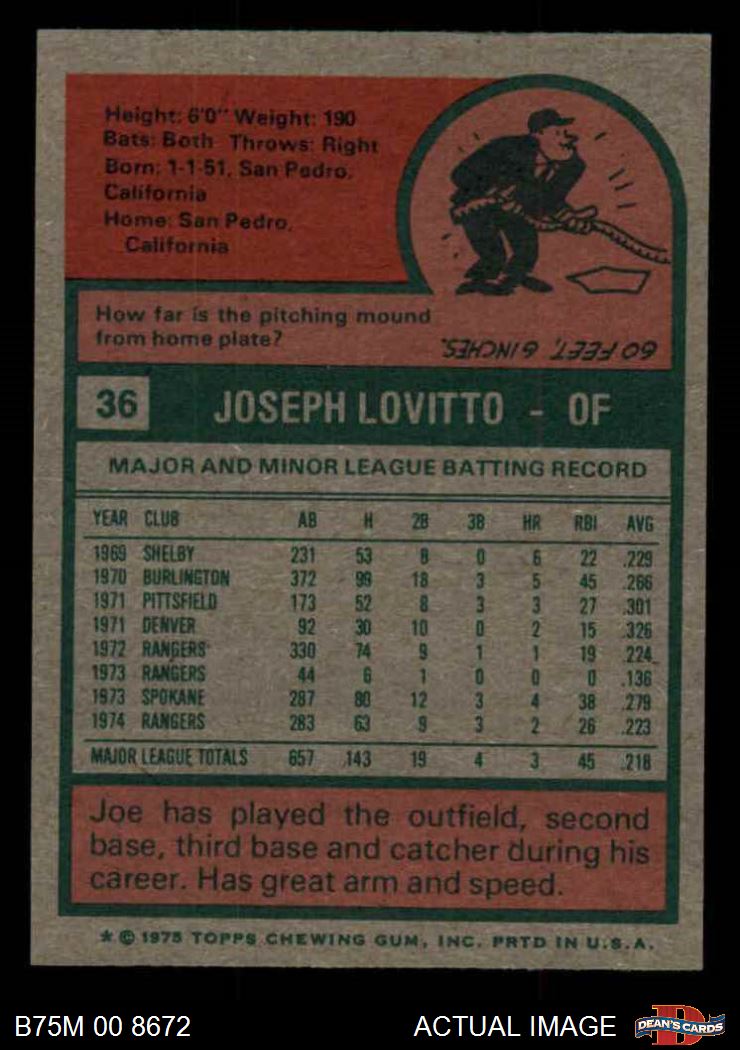 Height: 6'0" Weight: 190
Bats: Both Throws: Right
Born: 1-1-51, San Pedro,
California
Home: San Pedro,
California
How far is the pitching mound
from home plate?
60 FEET, 6 INCHES.
36 JOSEPH LOVITTO - OF
MAJOR AND MINOR LEAGUE BATTING RECORD
YEAR CLUB AB H 2B 3B HR RBI AVG
1969 SHELBY 231 53 8 0 6 22 .229
1970 BURLINGTON 372 99 18 3 5 45 .266
1971 PITTSFIELD 173 52 8 3 3 27 .301
1971 DENVER 92 30 10 0 2 15 .326
1972 RANGERS 330 74 9 1 1 19 .224
1973 RANGERS 44 6 1 0 0 0 .136
1973 SPOKANE 287 80 12 3 4 38 .279
1974 RANGERS 283 63 9 3 2 26 .223
MAJOR LEAGUE TOTALS 657 143 19 4 3 45 .218
Joe has played the outfield, second
base, third base and catcher during his
career. Has great arm and speed.
* © 1975 TOPPS CHEWING GUM, INC. PRTD IN U.S.A.
B75M 00 8672 ACTUAL IMAGE D DEAN'S CARDS